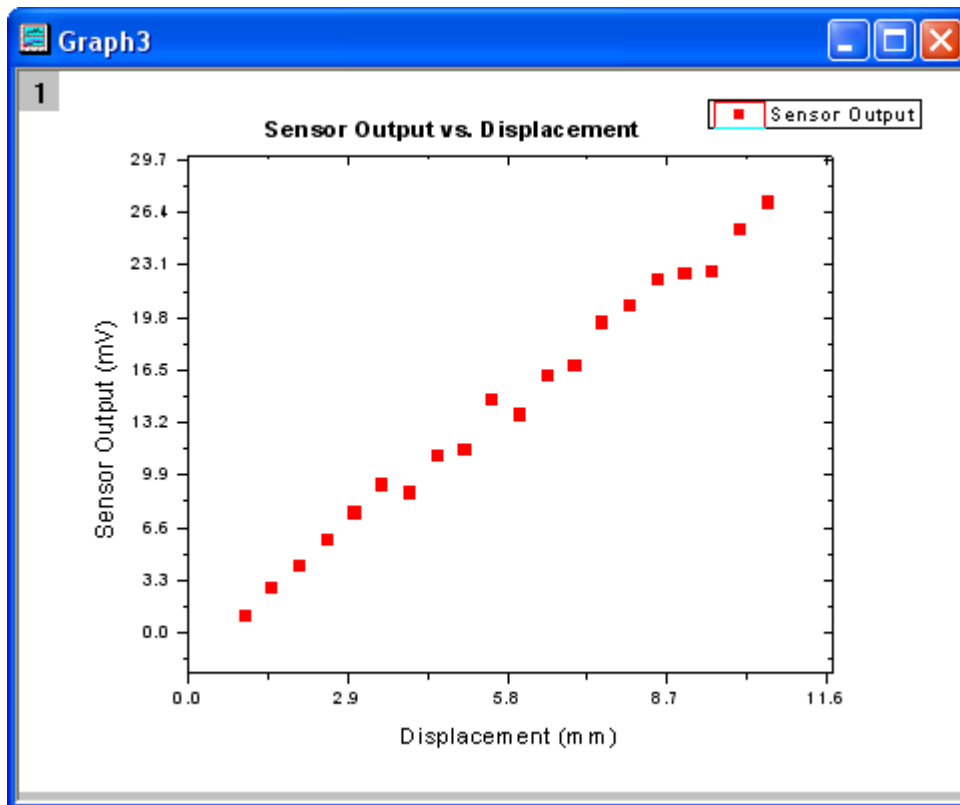 Graph3
1
Sensor Output
Sensor Output vs. Displacement
29.7
26.4
23.1
19.8
16.5
13.2
9.9
6.6
3.3
0.0
Sensor Output (mV)
0.0 2.9 5.8 8.7 11.6
Displacement (mm)